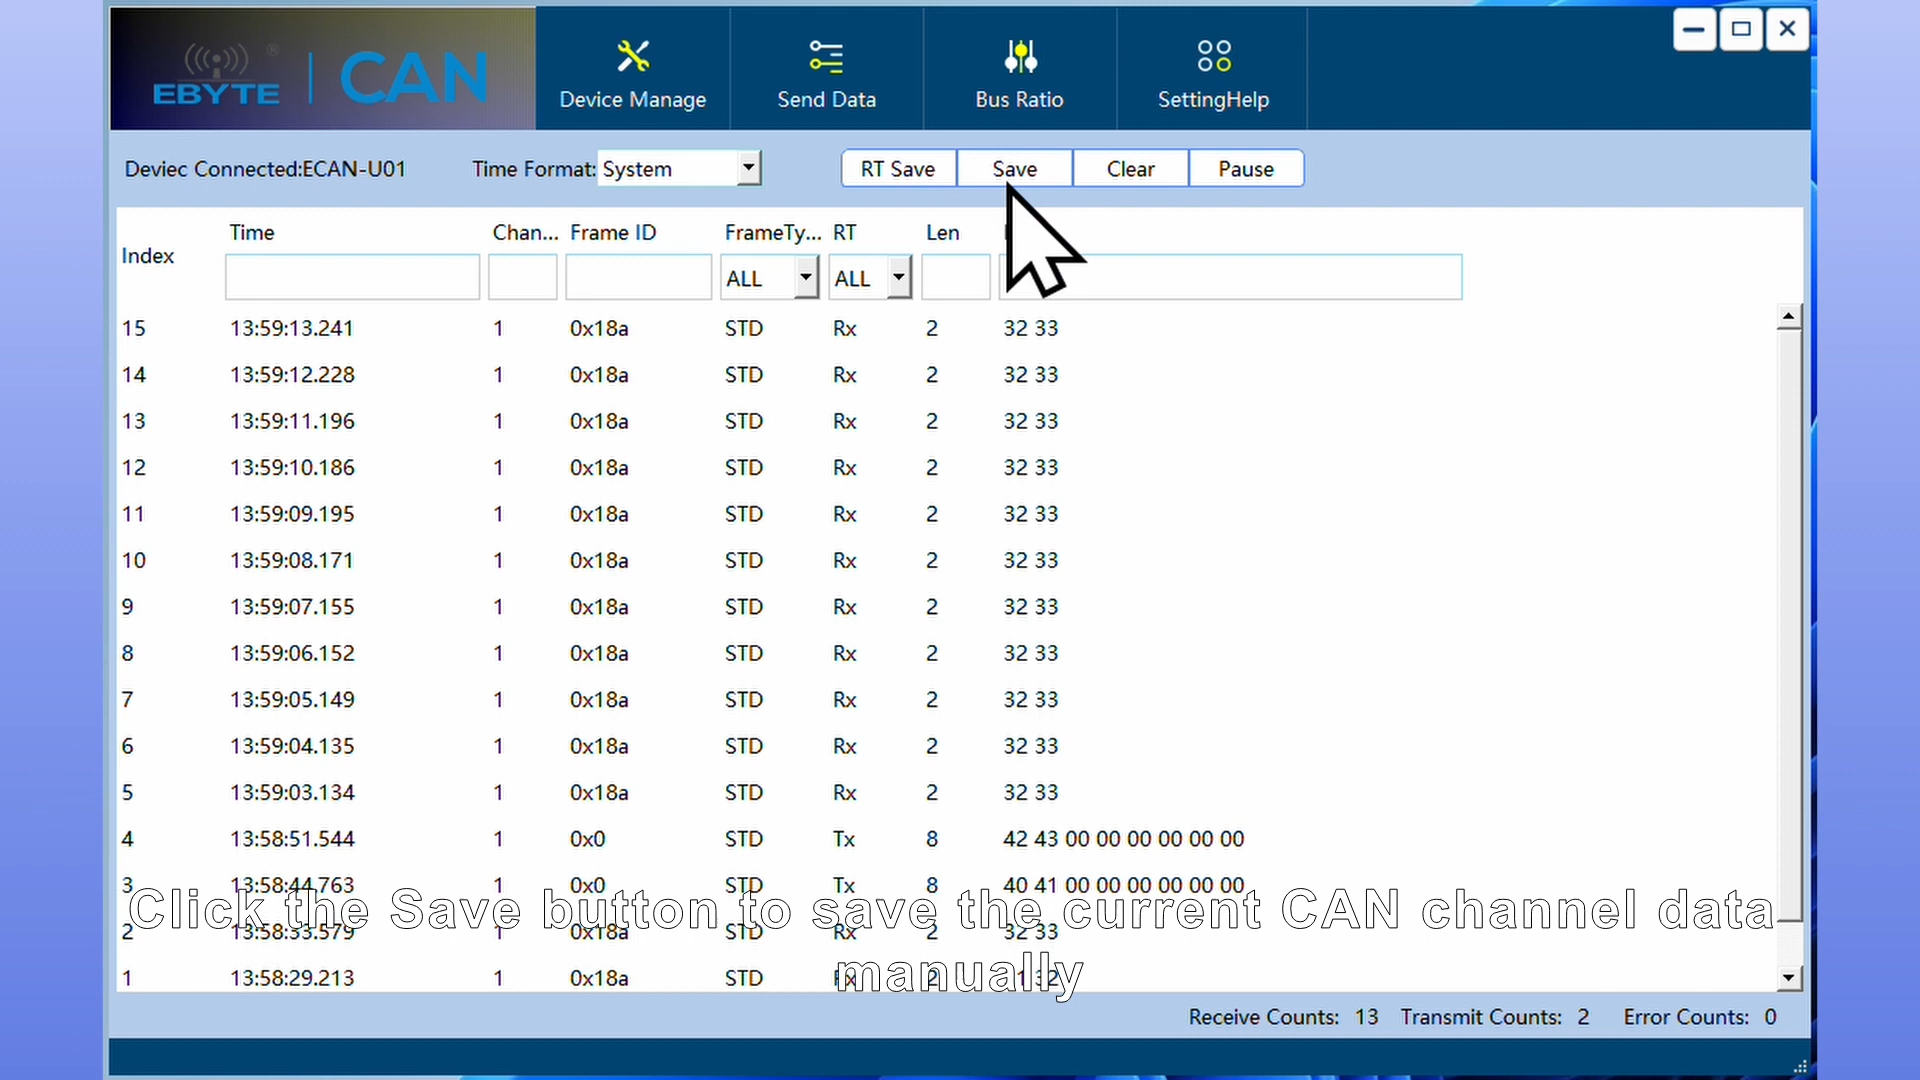 EBYTE ® | CAN
Device Manage
Send Data
Bus Ratio
SettingHelp
Deviec Connected:ECAN-U01
Time Format: System
RT Save
Save
Clear
Pause
Index Time Chan... Frame ID FrameTy... RT Len
ALL ALL
15 13:59:13.241 1 0x18a STD Rx 2 32 33
14 13:59:12.228 1 0x18a STD Rx 2 32 33
13 13:59:11.196 1 0x18a STD Rx 2 32 33
12 13:59:10.186 1 0x18a STD Rx 2 32 33
11 13:59:09.195 1 0x18a STD Rx 2 32 33
10 13:59:08.171 1 0x18a STD Rx 2 32 33
9 13:59:07.155 1 0x18a STD Rx 2 32 33
8 13:59:06.152 1 0x18a STD Rx 2 32 33
7 13:59:05.149 1 0x18a STD Rx 2 32 33
6 13:59:04.135 1 0x18a STD Rx 2 32 33
5 13:59:03.134 1 0x18a STD Rx 2 32 33
4 13:58:51.544 1 0x0 STD Tx 8 42 43 00 00 00 00 00 00
3 13:58:44.763 1 0x0 STD Tx 8 40 41 00 00 00 00 00 00
Click the Save button to save the current CAN channel data
2 13:58:33.579 1 0x18a STD Rx 2 32 33
manually
1 13:58:29.213 1 0x18a STD Rx 2 32
Receive Counts: 13 Transmit Counts: 2 Error Counts: 0